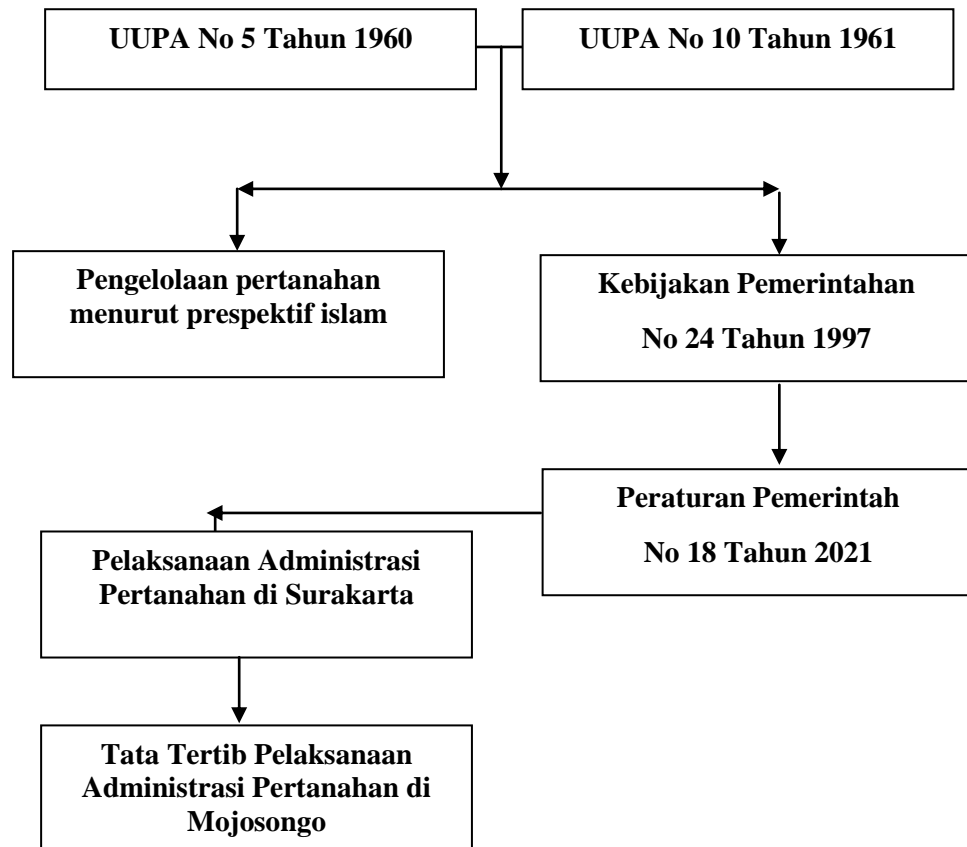 UUPA No 5 Tahun 1960
UUPA No 10 Tahun 1961
Pengelolaan pertanahan
menurut prespektif islam
Kebijakan Pemerintahan
No 24 Tahun 1997
Peraturan Pemerintah
No 18 Tahun 2021
Pelaksanaan Administrasi
Pertanahan di Surakarta
Tata Tertib Pelaksanaan
Administrasi Pertanahan di
Mojosongo